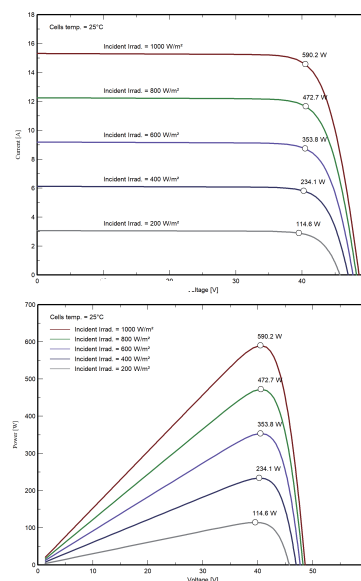 Cells temp. = 25°C
18
16
14
12
10
8
6
4
2
0
Current [A]
Incident Irrad. = 1000 W/m²
590.2 W
Incident Irrad. = 800 W/m²
472.7 W
Incident Irrad. = 600 W/m²
353.8 W
Incident Irrad. = 400 W/m²
234.1 W
Incident Irrad. = 200 W/m²
114.6 W
0 10 20 30 40
ltage [V]
700
600
500
400
300
200
100
0
Power [W]
Cells temp. = 25°C
Incident Irrad. = 1000 W/m²
Incident Irrad. = 800 W/m²
Incident Irrad. = 600 W/m²
Incident Irrad. = 400 W/m²
Incident Irrad. = 200 W/m²
590.2 W
472.7 W
353.8 W
234.1 W
114.6 W
0 10 20 30 40 50
Voltage [V]